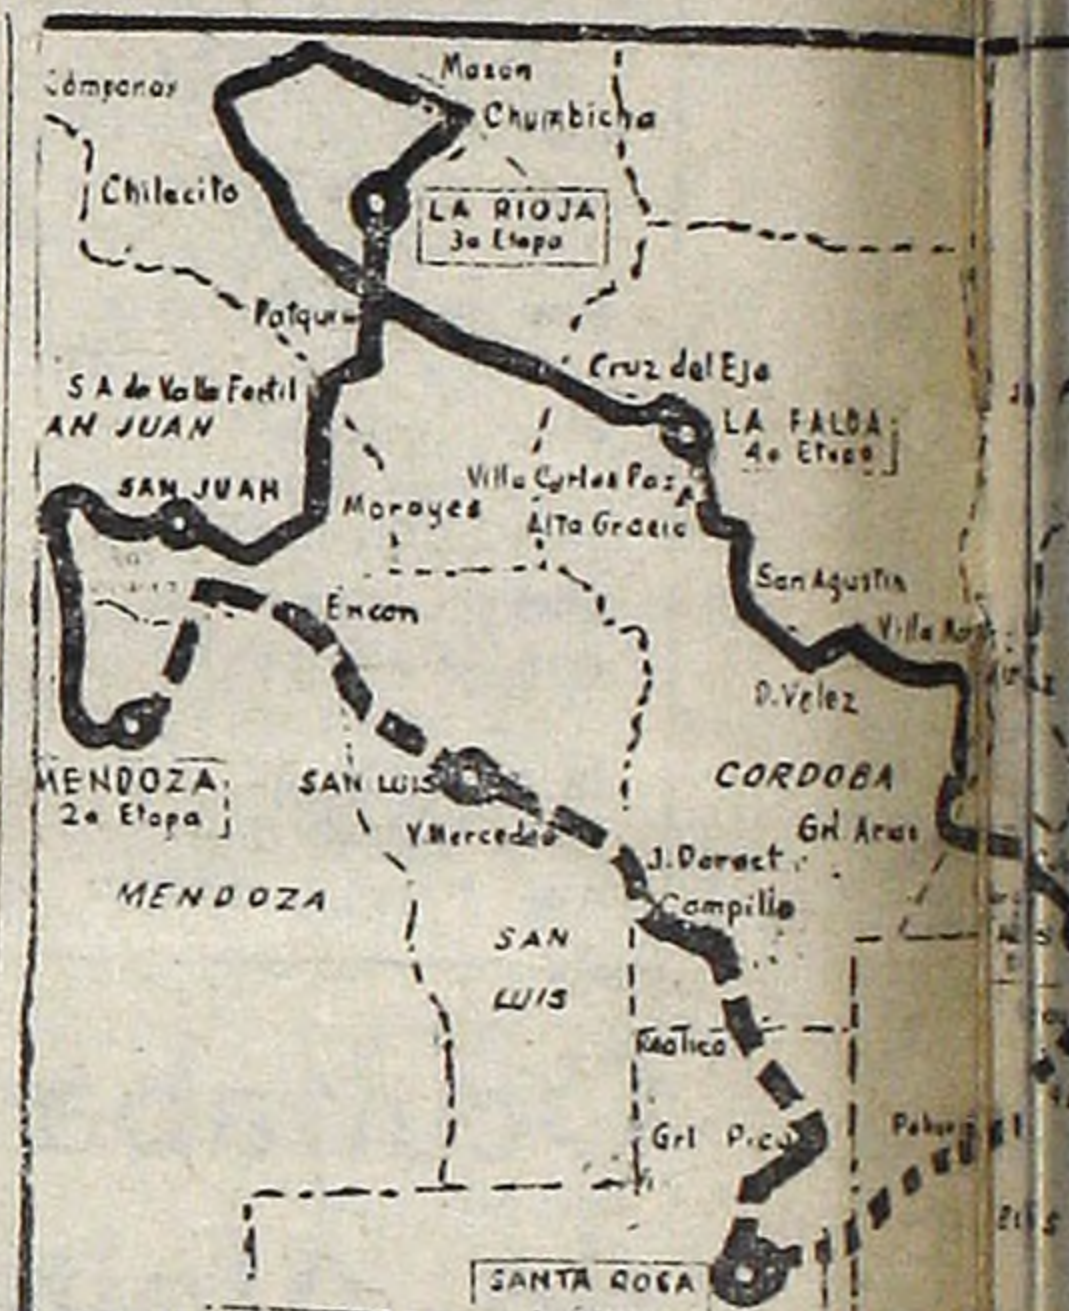 Mazan
Chumbicha
Chilecito
LA RIOJA
3a Etapa
Patquia
S A de Valle Fertil
AN JUAN
Cruz del Eje
LA FALDA
4a Etapa
SAN JUAN
Marayes
Villa Carlos Paz
Alta Gracia
San Agustin
Encon
Villa
D. Velez
MENDOZA
2a Etapa
SAN LUIS
CORDOBA
V. Mercedes
Grl
J. Daract
MENDOZA
Campillo
SAN
LUIS
Realico
Grl Pico
SANTA ROSA